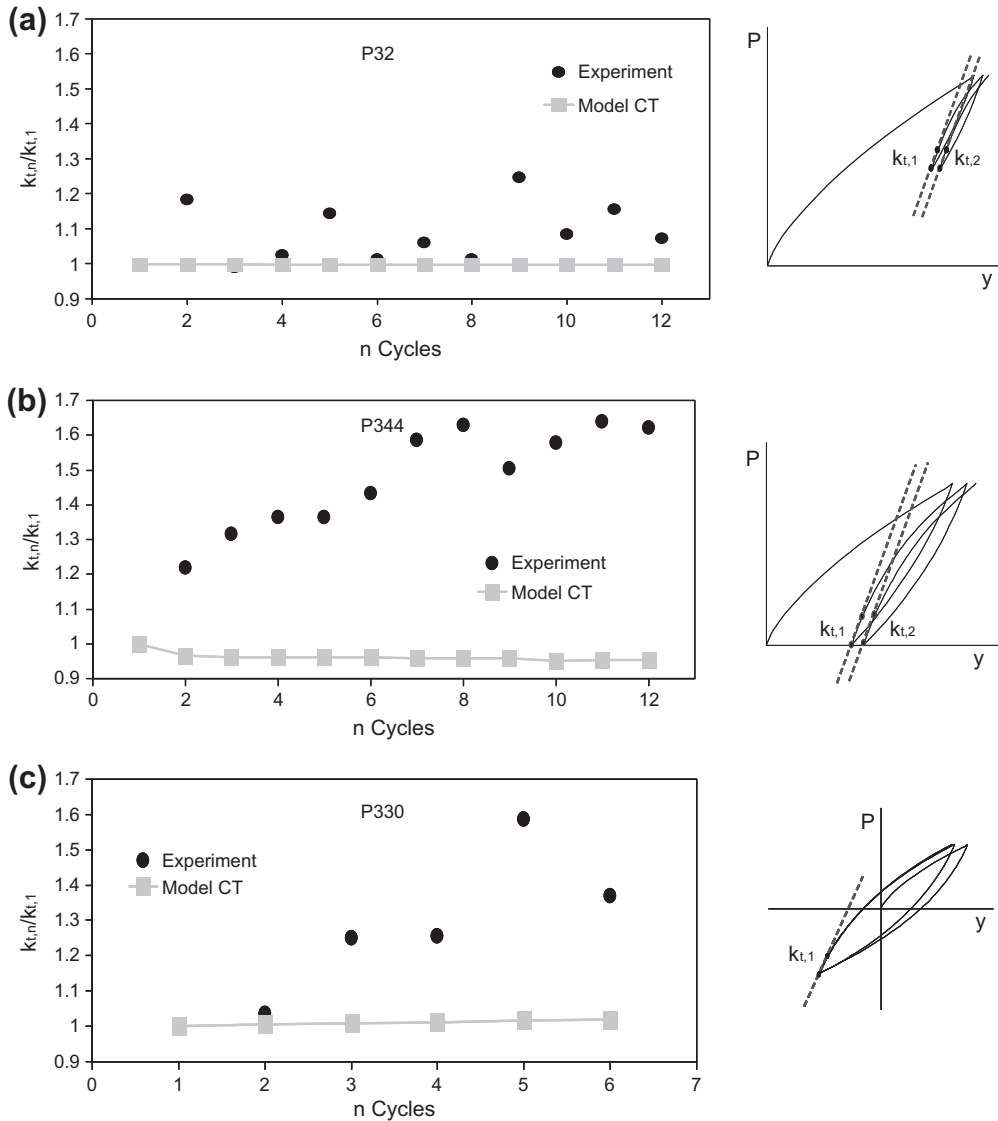 (a)
kt,n/kt,1
1.7
1.6
1.5
1.4
1.3
1.2
1.1
1
0.9
P32
Experiment
Model CT
0 2 4 6 8 10 12
n Cycles
P
kt,1 kt,2
y
(b)
kt,n/kt,1
1.7
1.6
1.5
1.4
1.3
1.2
1.1
1
0.9
P344
Experiment
Model CT
0 2 4 6 8 10 12
n Cycles
P
kt,1 kt,2
y
(c)
kt,n/kt,1
1.7
1.6
1.5
1.4
1.3
1.2
1.1
1
0.9
P330
Experiment
Model CT
0 1 2 3 4 5 6 7
n Cycles
P
kt,1
y